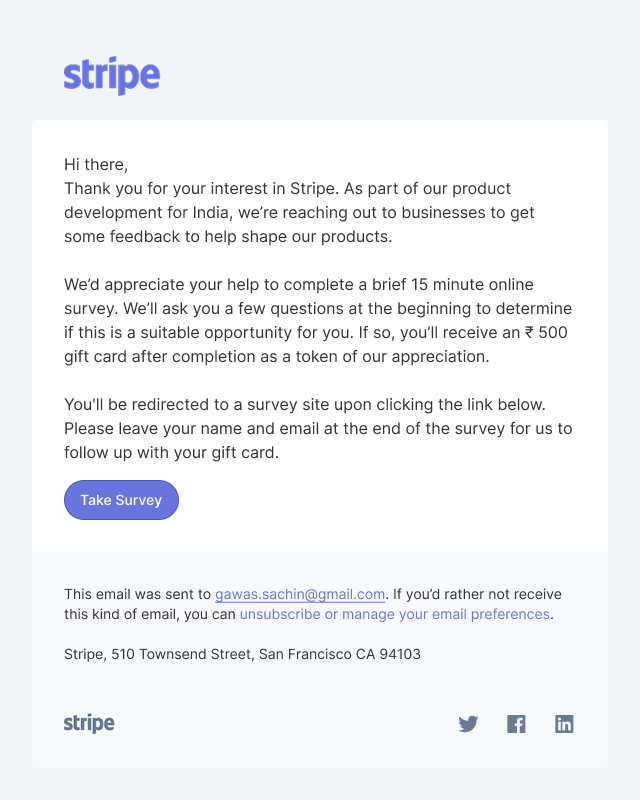 stripe
Hi there,
Thank you for your interest in Stripe. As part of our product
development for India, we’re reaching out to businesses to get
some feedback to help shape our products.
We’d appreciate your help to complete a brief 15 minute online
survey. We’ll ask you a few questions at the beginning to determine
if this is a suitable opportunity for you. If so, you’ll receive an ₹ 500
gift card after completion as a token of our appreciation.
You'll be redirected to a survey site upon clicking the link below.
Please leave your name and email at the end of the survey for us to
follow up with your gift card.
Take Survey
This email was sent to gawas.sachin@gmail.com. If you’d rather not receive
this kind of email, you can unsubscribe or manage your email preferences.
Stripe, 510 Townsend Street, San Francisco CA 94103
stripe